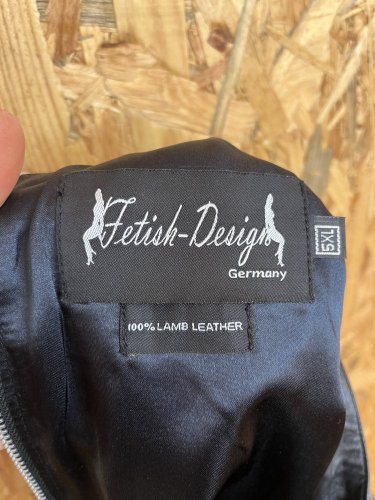 Fetish-Design
Germany
5XL
100% LAMB LEATHER